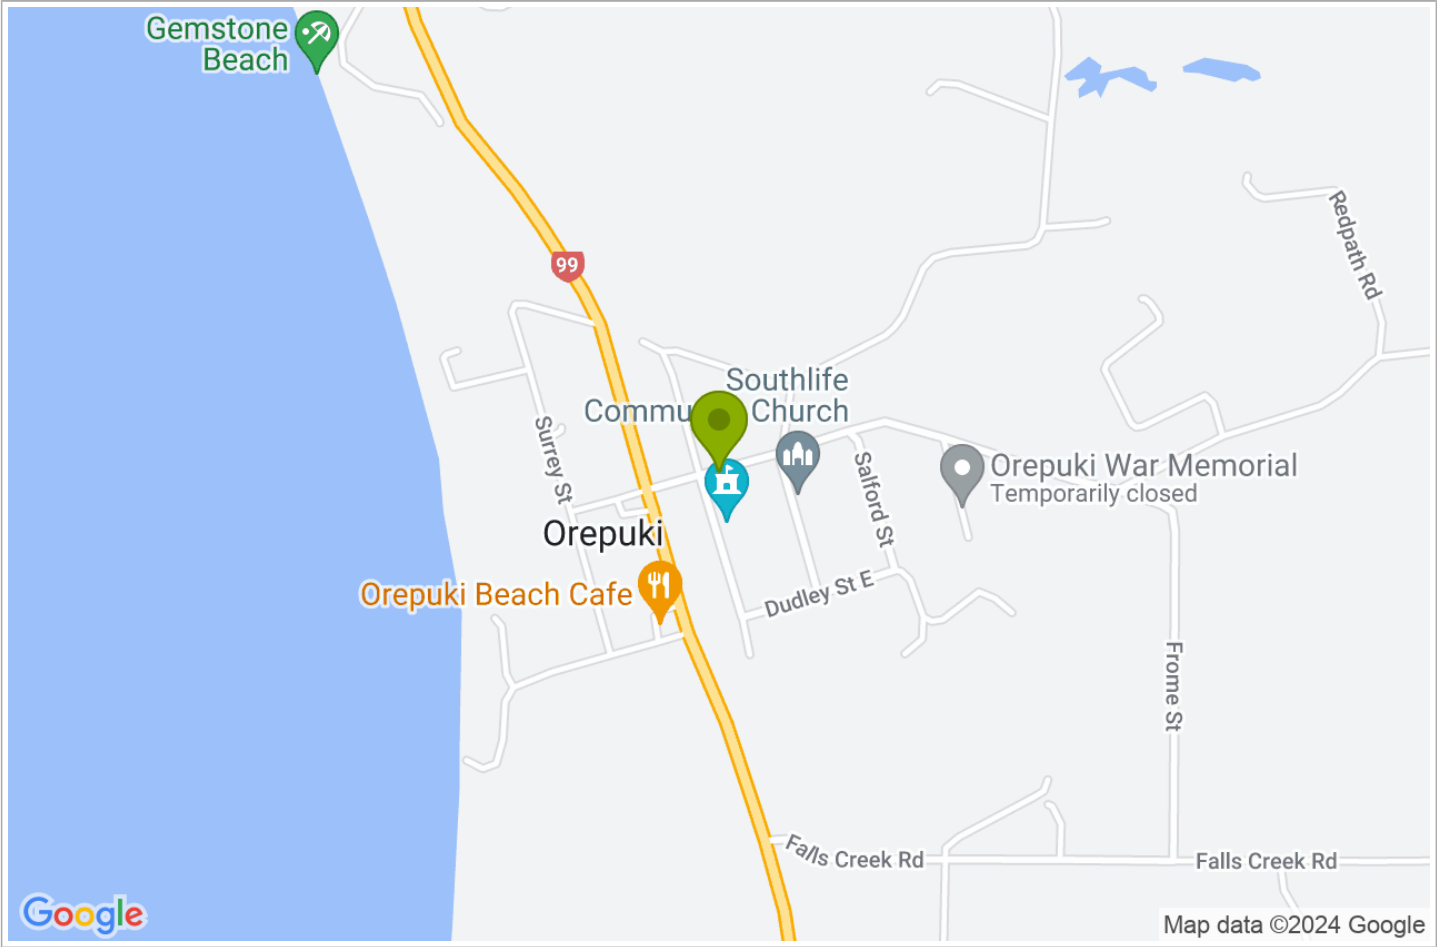 Gemstone
Beach
99
Redpath Rd
Southlife
Commu
Church
Surrey St
Salford St
Orepuki War Memorial
Temporarily closed
Orepuki
Orepuki Beach Cafe
Dudley St E
Frome St
Falls Creek Rd
Falls Creek Rd
Google
Map data ©2024 Google